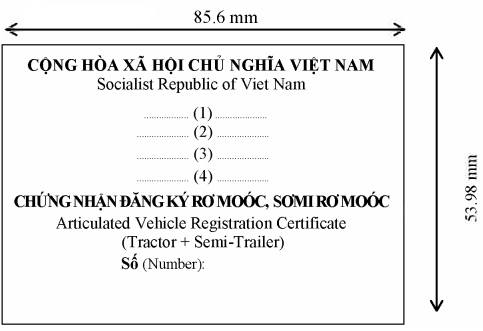 85.6 mm
CỘNG HÒA XÃ HỘI CHỦ NGHĨA VIỆT NAM
Socialist Republic of Viet Nam
.................. (1) ....................
.................. (2) ....................
.................. (3) ....................
.................. (4) ....................
CHỨNG NHẬN ĐĂNG KÝ RƠ MOÓC, SƠMI RƠ MOÓC
Articulated Vehicle Registration Certificate
(Tractor + Semi-Trailer)
Số (Number):
53.98 mm